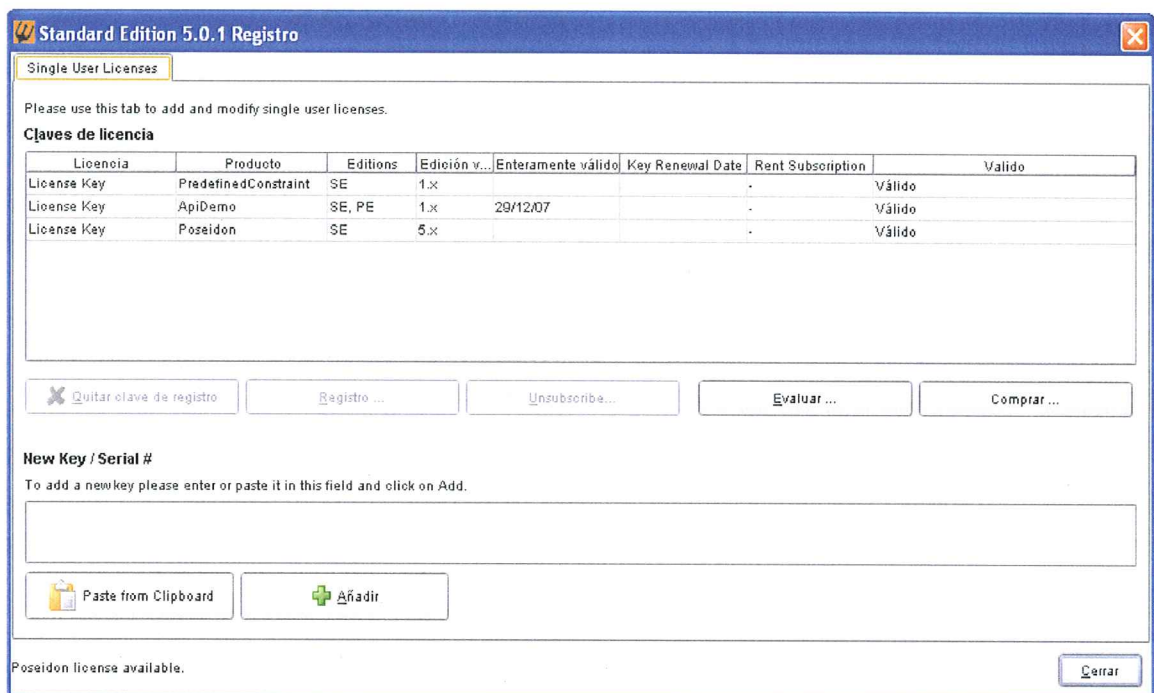 Standard Edition 5.0.1 Registro
Single User Licenses
Please use this tab to add and modify single user licenses.
Claves de licencia
Licencia Producto Editions Edición v... Enteramente válido Key Renewal Date Rent Subscription Valido
License Key PredefinedConstraint SE 1.x - Válido
License Key ApiDemo SE, PE 1.x 29/12/07 - Válido
License Key Poseidon SE 5.x - Válido
Quitar clave de registro Registro ... Unsubscribe... Evaluar ... Comprar ...
New Key / Serial #
To add a new key please enter or paste it in this field and click on Add.
Paste from Clipboard Añadir
Poseidon license available. Cerrar